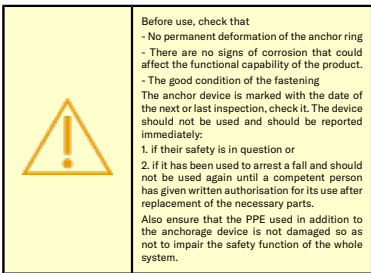 Before use, check that
- No permanent deformation of the anchor ring
- There are no signs of corrosion that could
affect the functional capability of the product.
- The good condition of the fastening
The anchor device is marked with the date of
the next or last inspection, check it. The device
should not be used and should be reported
immediately:
1. if their safety is in question or
2. if it has been used to arrest a fall and should
not be used again until a competent person
has given written authorisation for its use after
replacement of the necessary parts.
Also ensure that the PPE used in addition to
the anchorage device is not damaged so as
not to impair the safety function of the whole
system.